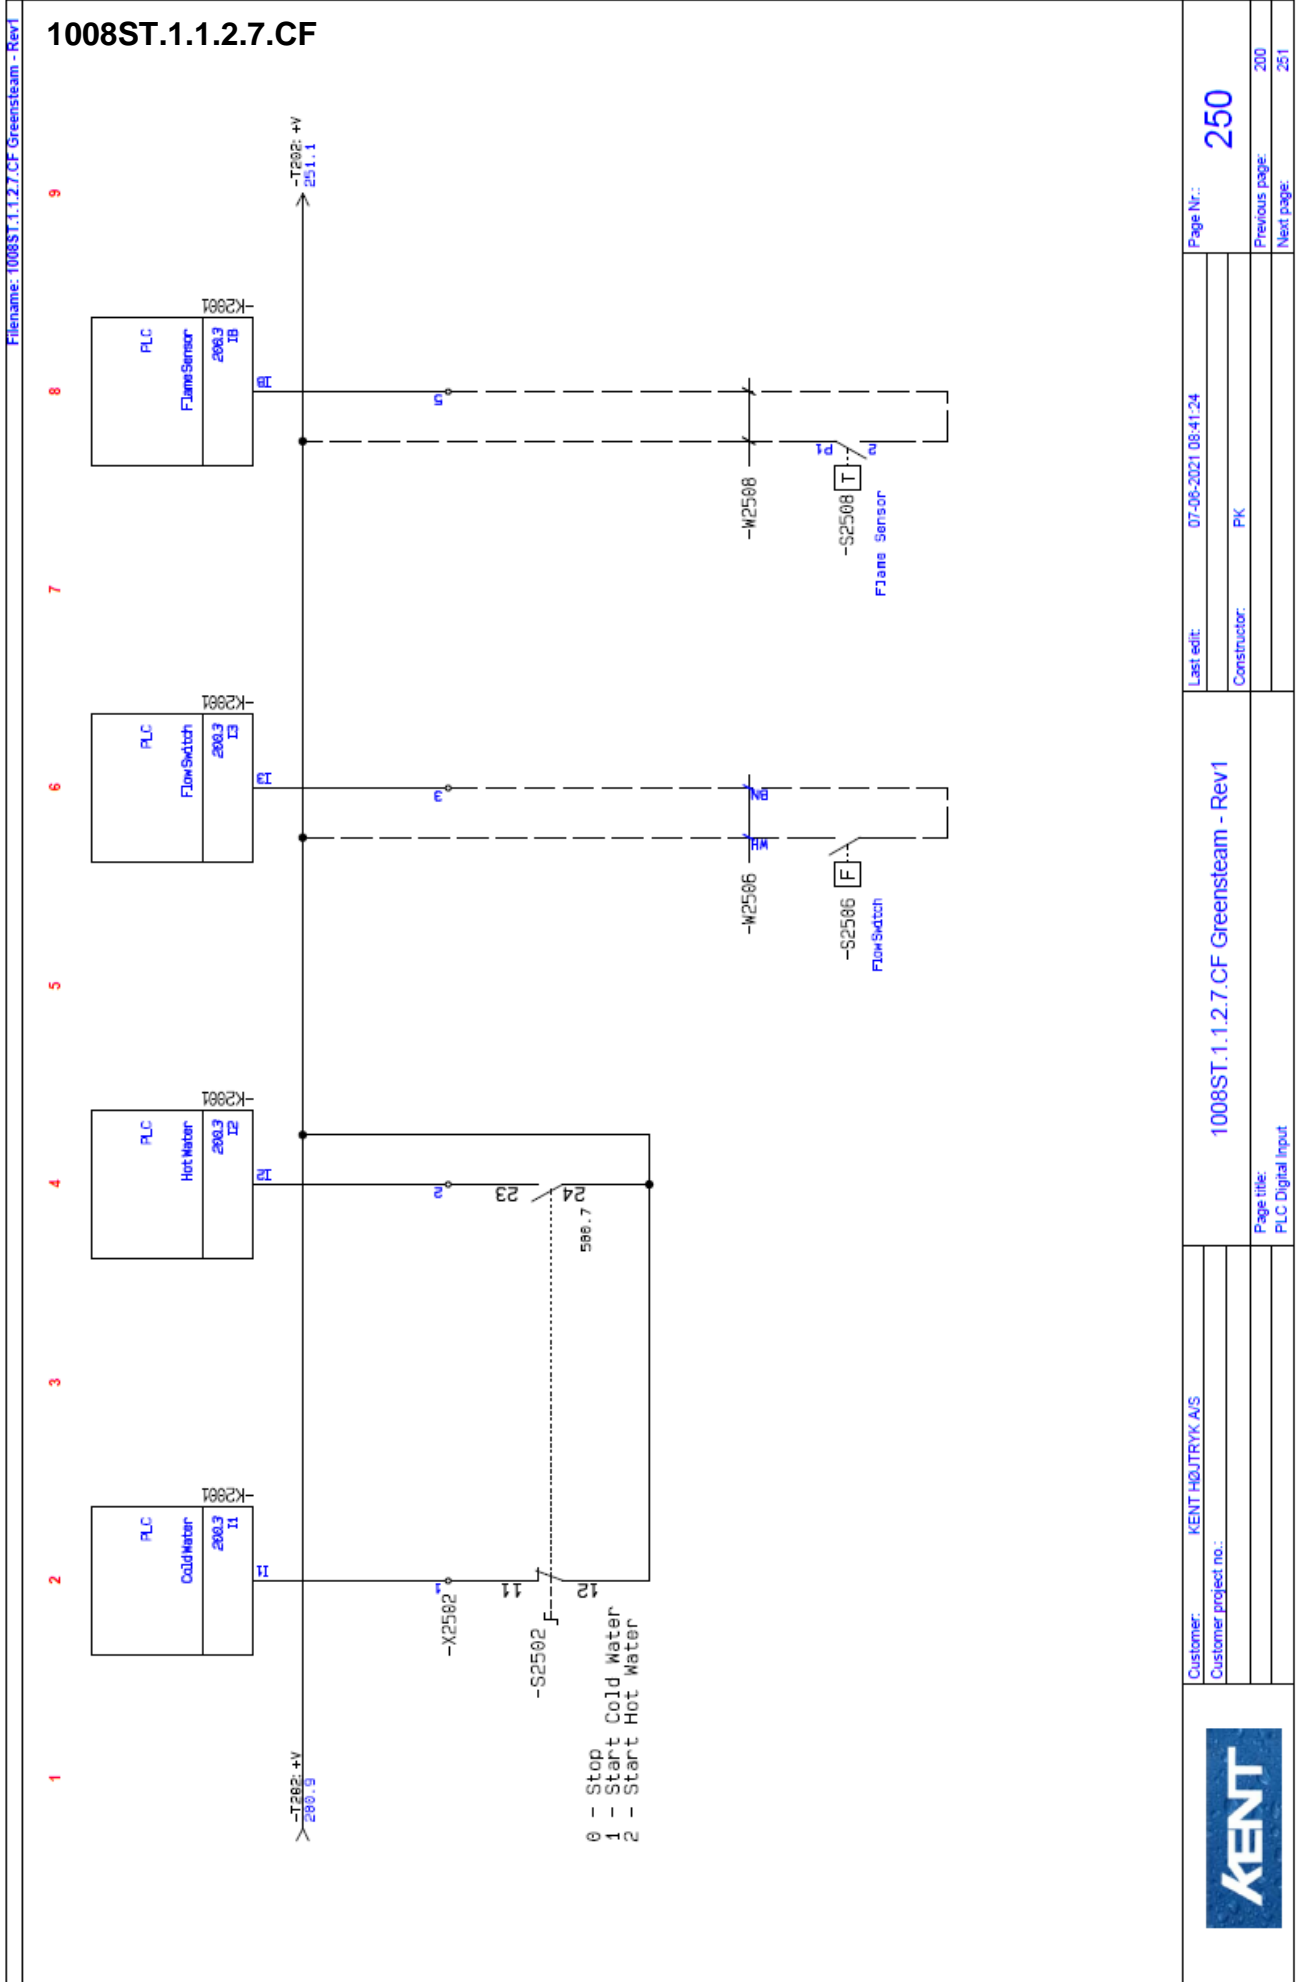 1008ST.1.1.2.7.CF
Filename: 1008ST.1.1.2.7.CF Greensteam - Rev1
1
2
3
4
5
6
7
8
9
PLC
ColdWater
200.3
I1
-K2001
I1
PLC
HotWater
200.3
I2
-K2001
I2
PLC
FlowSwitch
200.3
I3
-K2001
I3
PLC
FlameSensor
200.3
I8
-K2001
I8
-T202: +V
200.9
-T202: +V
251.1
-X2502
1
2
3
5
11
12
23
24
500.7
-S2502
0 - Stop
1 - Start Cold Water
2 - Start Hot Water
-W2506
WH
BN
-S2506
F
FlowSwitch
-W2508
P1
2
-S2508
T
Flame Sensor
KENT
Customer: KENT HØJTRYK A/S
Customer project no.:
1008ST.1.1.2.7.CF Greensteam - Rev1
Page title:
PLC Digital Input
Last edit: 07-06-2021 08:41:24
Constructor: PK
Page Nr.:
250
Previous page: 200
Next page: 251